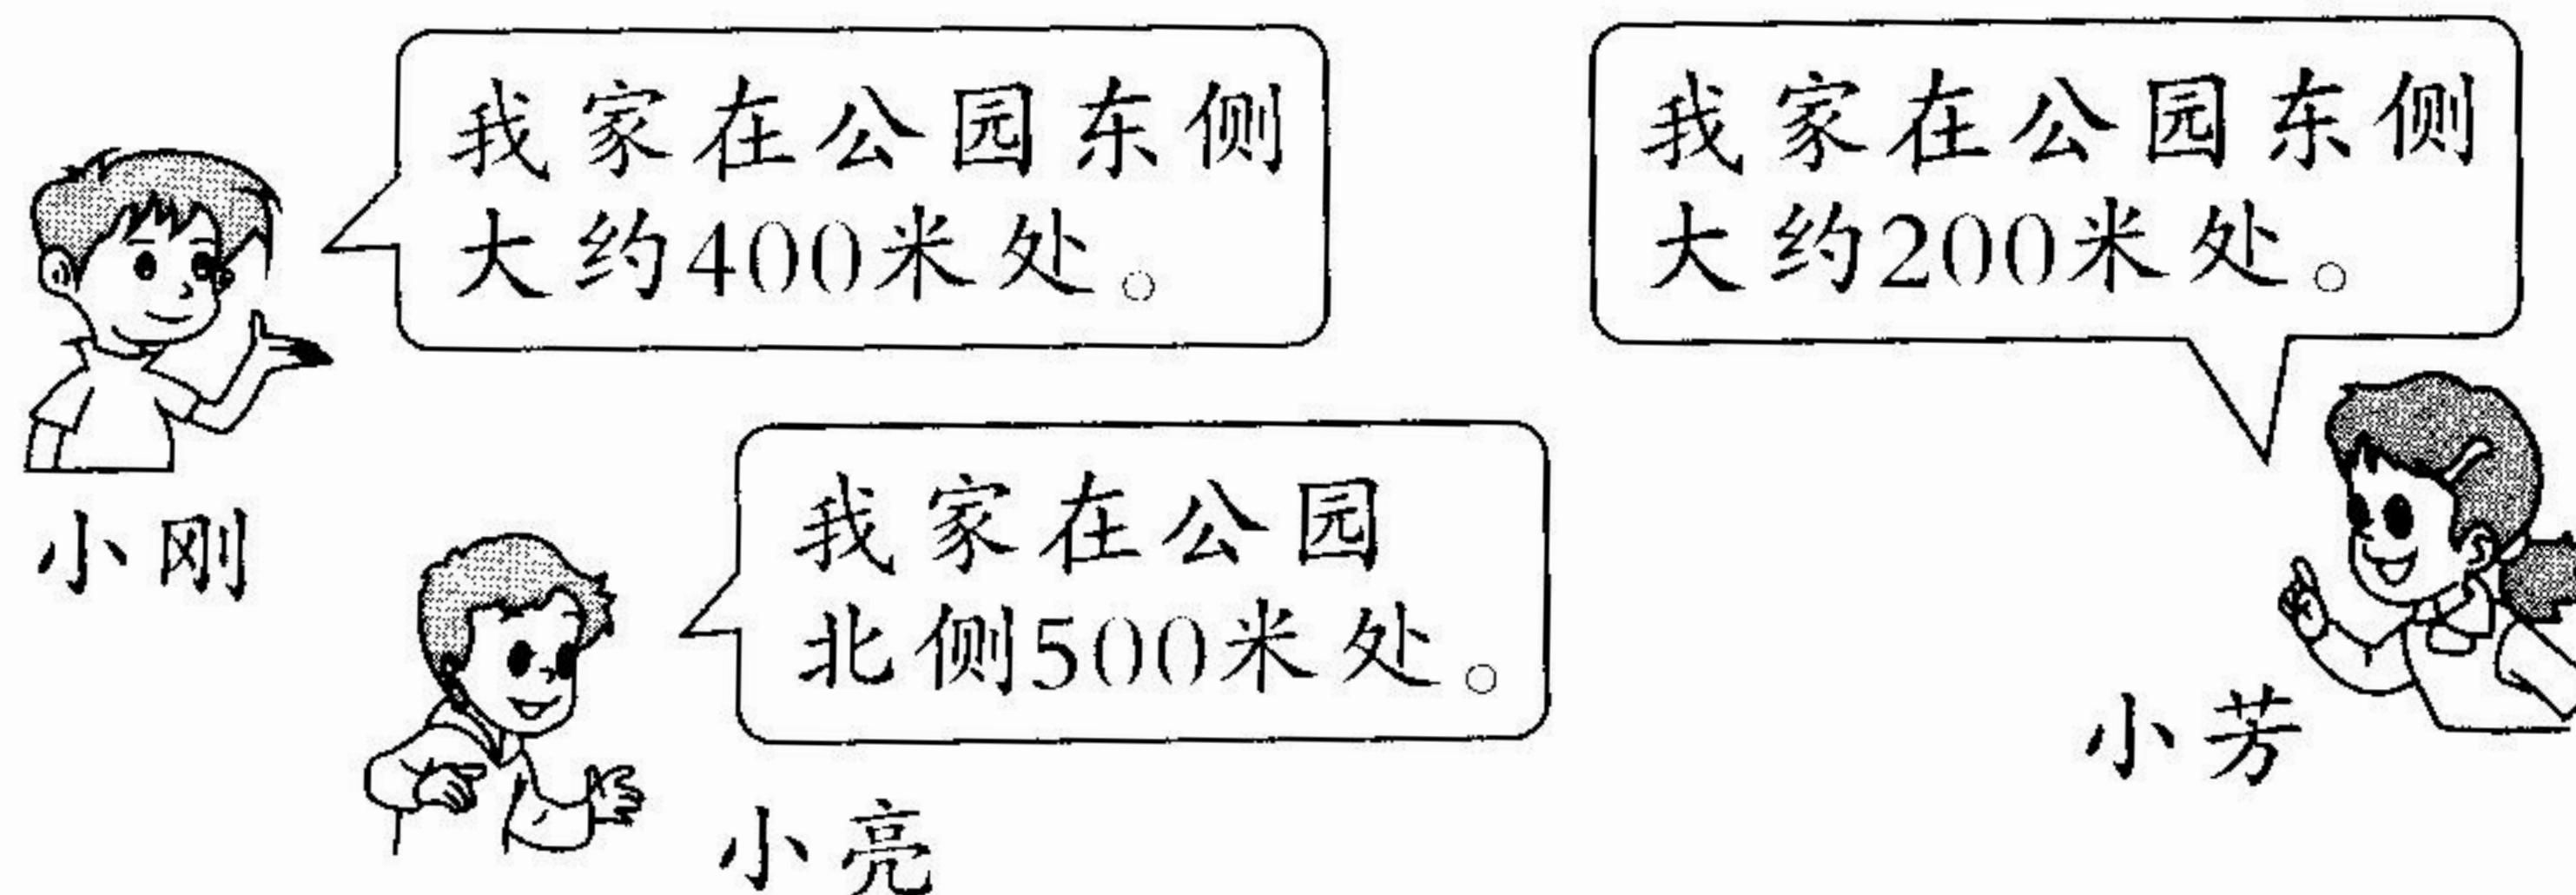 我家在公园东侧
大约400米处。
小刚
我家在公园东侧
大约200米处。
小芳
我家在公园
北侧500米处。
小亮